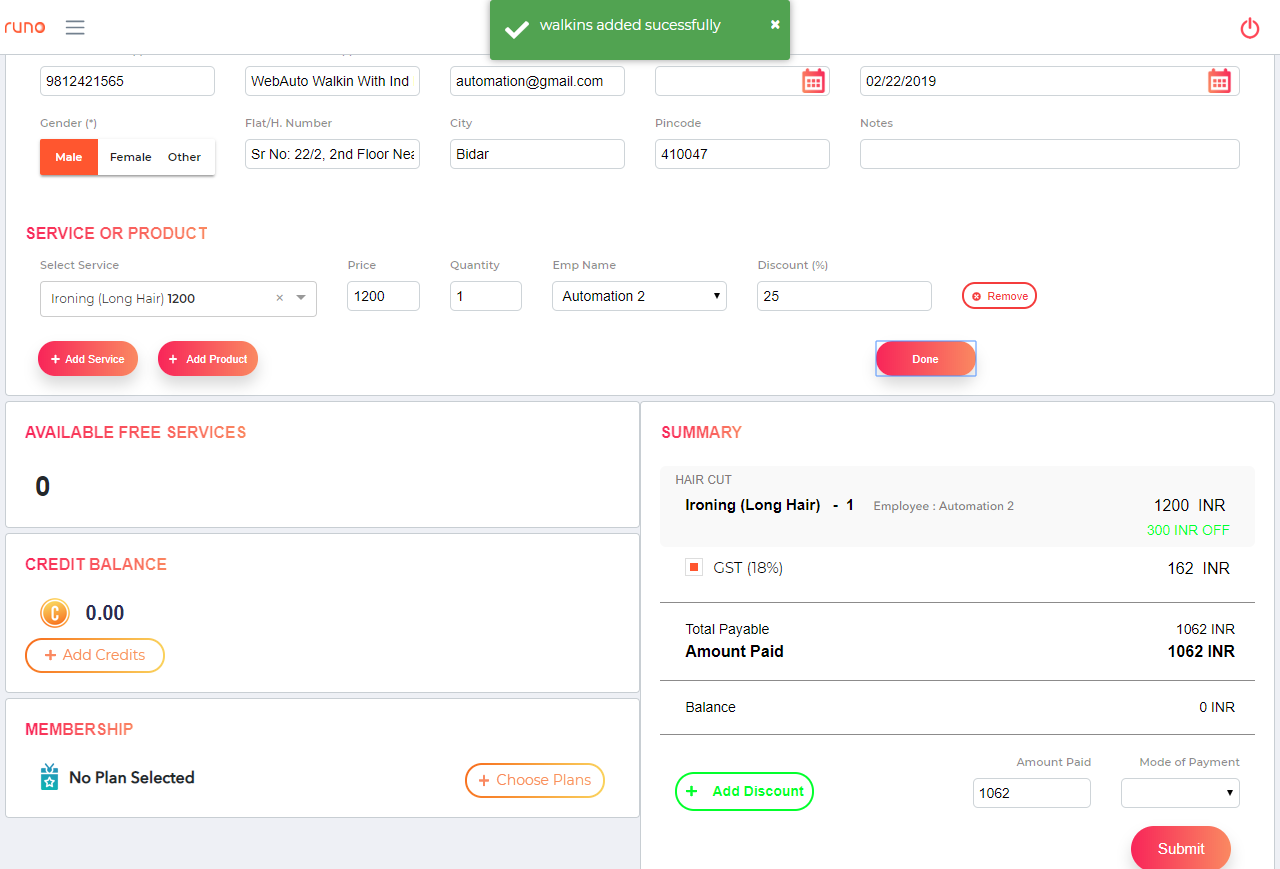 runo
walkins added sucessfully ×
9812421565 WebAuto Walkin With Ind automation@gmail.com 02/22/2019
Gender (*) Flat/H. Number City Pincode Notes
Male Female Other Sr No: 22/2, 2nd Floor Nea Bidar 410047
SERVICE OR PRODUCT
Select Service Price Quantity Emp Name Discount (%)
Ironing (Long Hair) 1200 × 1200 1 Automation 2 25 Remove
+ Add Service + Add Product Done
AVAILABLE FREE SERVICES
0
CREDIT BALANCE
C 0.00
+ Add Credits
MEMBERSHIP
No Plan Selected + Choose Plans
SUMMARY
HAIR CUT
Ironing (Long Hair) - 1 Employee : Automation 2 1200 INR
300 INR OFF
GST (18%) 162 INR
Total Payable 1062 INR
Amount Paid 1062 INR
Balance 0 INR
Amount Paid Mode of Payment
+ Add Discount 1062
Submit